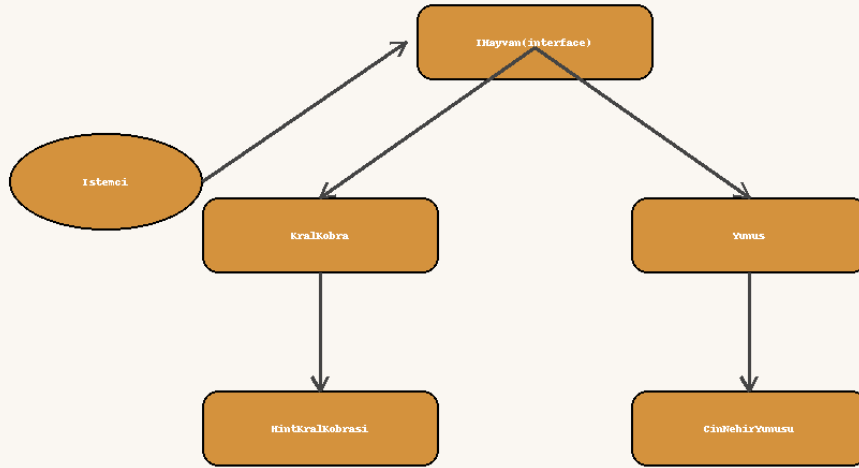 IHayvan(interface)
Istemci
KralKobra
Yunus
HintKralKobrasi
CinNehirYunusu